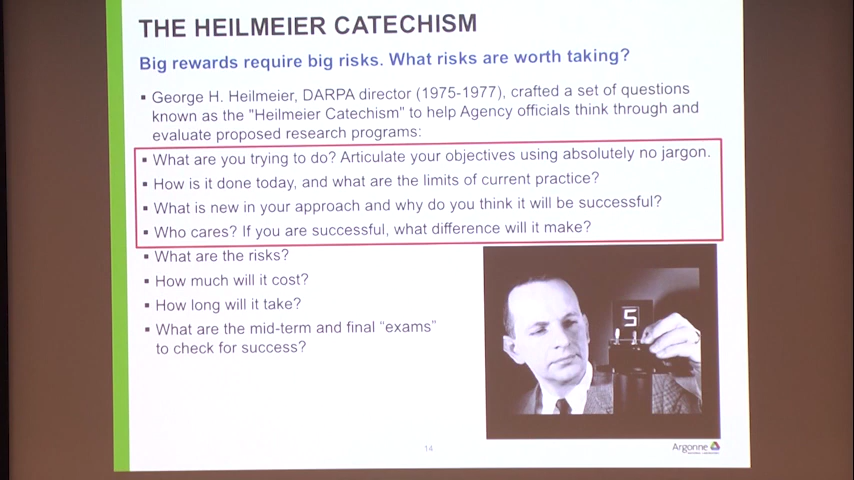 THE HEILMEIER CATECHISM
Big rewards require big risks. What risks are worth taking?
▪ George H. Heilmeier, DARPA director (1975-1977), crafted a set of questions
known as the "Heilmeier Catechism" to help Agency officials think through and
evaluate proposed research programs:
▪ What are you trying to do? Articulate your objectives using absolutely no jargon.
▪ How is it done today, and what are the limits of current practice?
▪ What is new in your approach and why do you think it will be successful?
▪ Who cares? If you are successful, what difference will it make?
▪ What are the risks?
▪ How much will it cost?
▪ How long will it take?
▪ What are the mid-term and final “exams”
to check for success?
5
14
Argonne